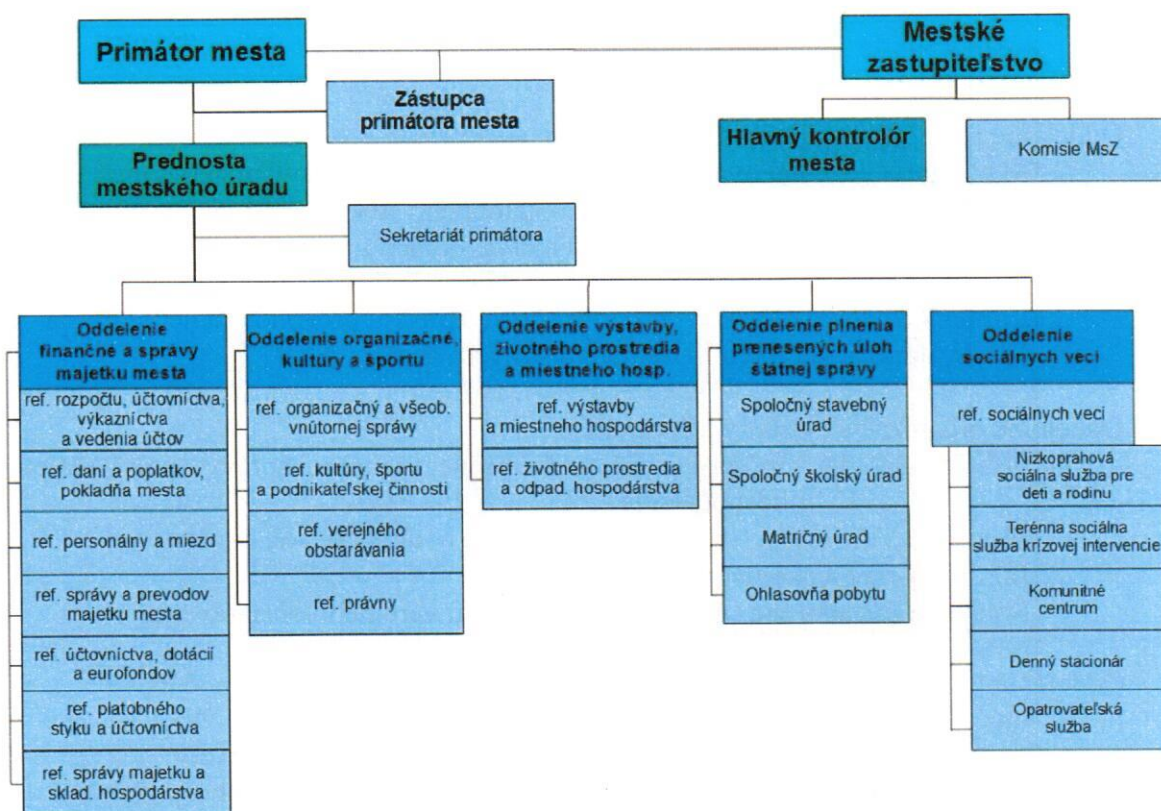 Primátor mesta
Mestské
zastupiteľstvo
Zástupca
primátora mesta
Hlavný kontrolór
mesta
Komisie MsZ
Prednosta
mestského úradu
Sekretariát primátora
Oddelenie
finančné a správy
majetku mesta
ref. rozpočtu, účtovníctva,
výkazníctva
a vedenia účtov
ref. daní a poplatkov,
pokladňa mesta
ref. personálny a miezd
ref. správy a prevodov
majetku mesta
ref. účtovníctva, dotácií
a eurofondov
ref. platobného
styku a účtovníctva
ref. správy majetku a
sklad. hospodárstva
Oddelenie organizačné,
kultúry a športu
ref. organizačný a všeob.
vnútornej správy
ref. kultúry, športu
a podnikateľskej činnosti
ref. verejného
obstarávania
ref. právny
Oddelenie výstavby,
životného prostredia
a miestného hosp.
ref. výstavby
a miestneho hospodárstva
ref. životného prostredia
a odpad. hospodárstva
Oddelenie plnenia
prenesených úloh
štátnej správy
Spoločný stavebný
úrad
Spoločný školský úrad
Matričný úrad
Ohlasovňa pobytu
Oddelenie
sociálnych vecí
ref. sociálnych vecí
Nizkoprahová
sociálna služba pre
deti a rodinu
Terénna sociálna
služba krízovej intervencie
Komunitné
centrum
Denný stacionár
Opatrovateľská
služba